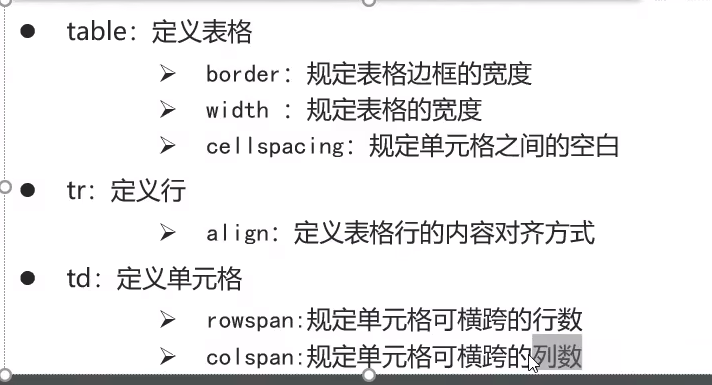 ● table：定义表格
➢ border：规定表格边框的宽度
➢ width ：规定表格的宽度
➢ cellspacing：规定单元格之间的空白
● tr：定义行
➢ align：定义表格行的内容对齐方式
● td：定义单元格
➢ rowspan:规定单元格可横跨的行数
➢ colspan:规定单元格可横跨的列数